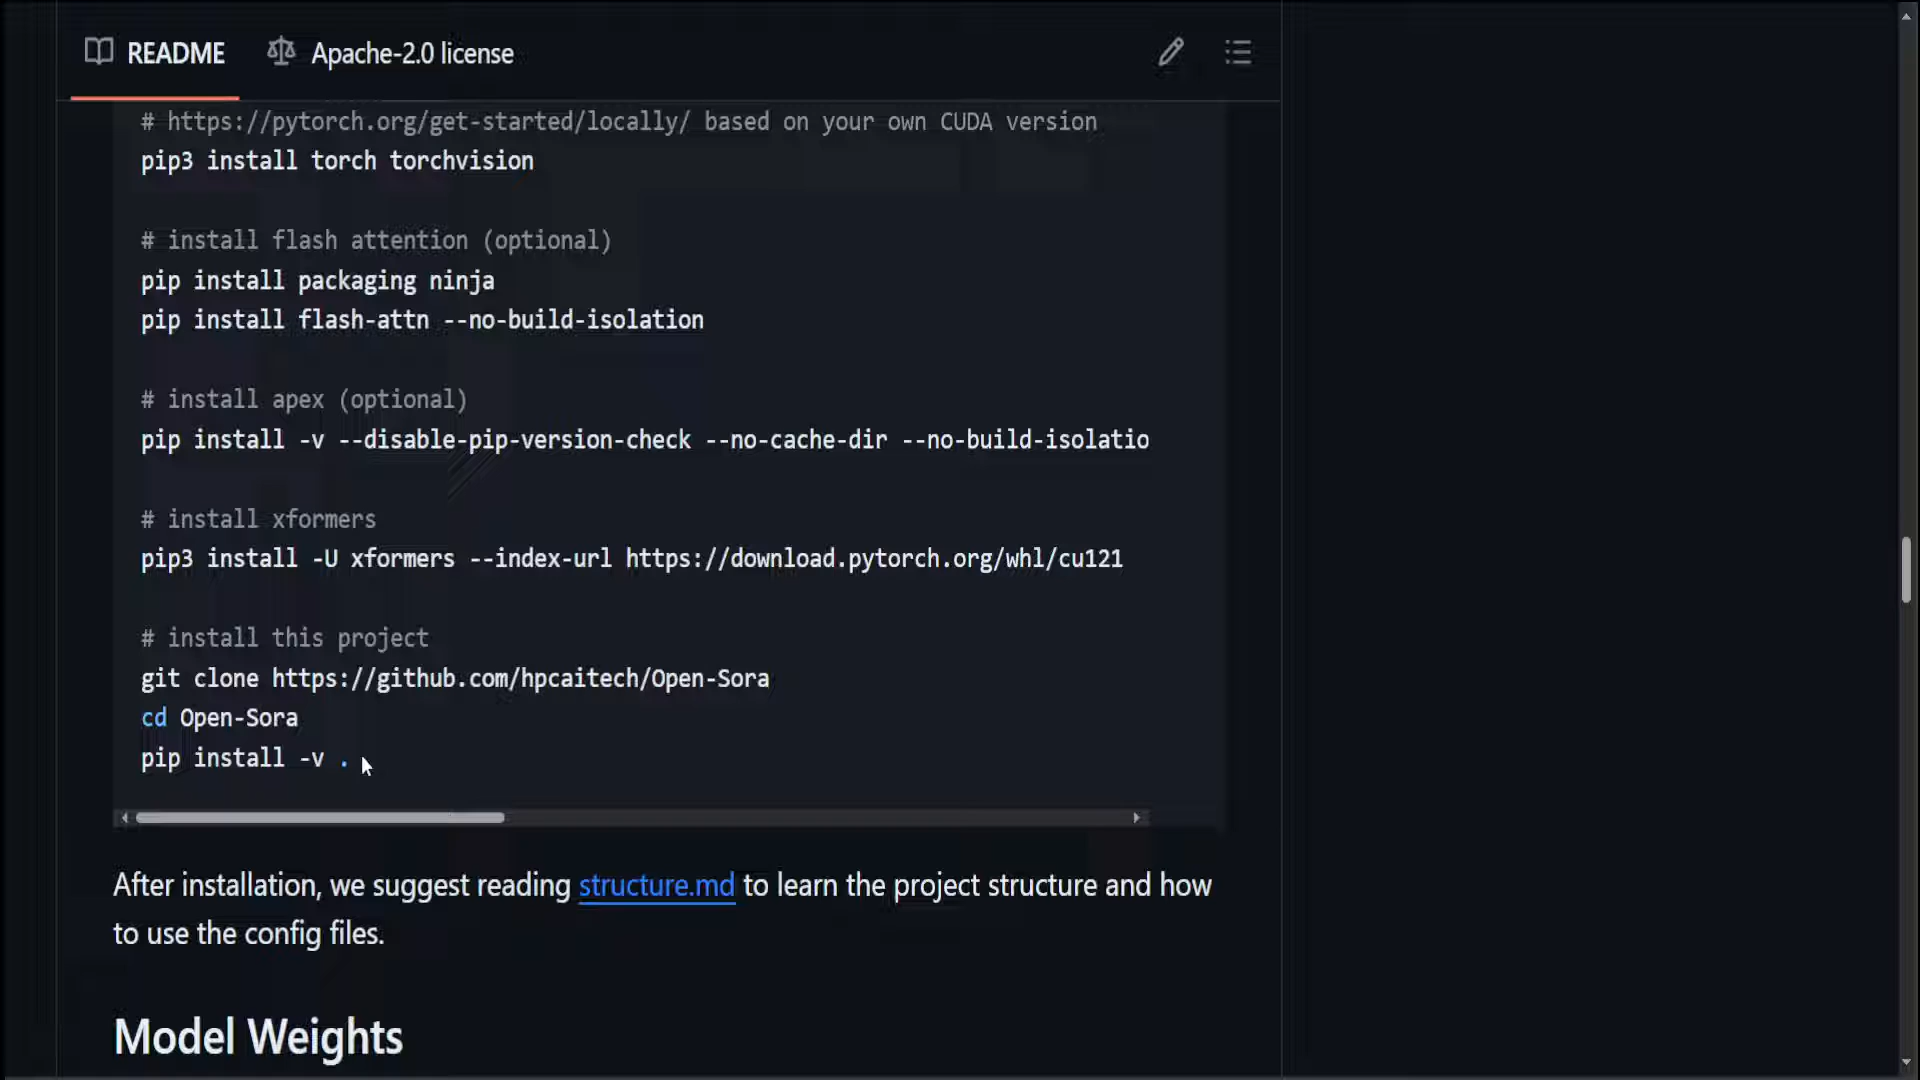 README
Apache-2.0 license
# https://pytorch.org/get-started/locally/ based on your own CUDA version
pip3 install torch torchvision
# install flash attention (optional)
pip install packaging ninja
pip install flash-attn --no-build-isolation
# install apex (optional)
pip install -v --disable-pip-version-check --no-cache-dir --no-build-isolatio
# install xformers
pip3 install -U xformers --index-url https://download.pytorch.org/whl/cu121
# install this project
git clone https://github.com/hpcaitech/Open-Sora
cd Open-Sora
pip install -v .
After installation, we suggest reading structure.md to learn the project structure and how
to use the config files.
Model Weights